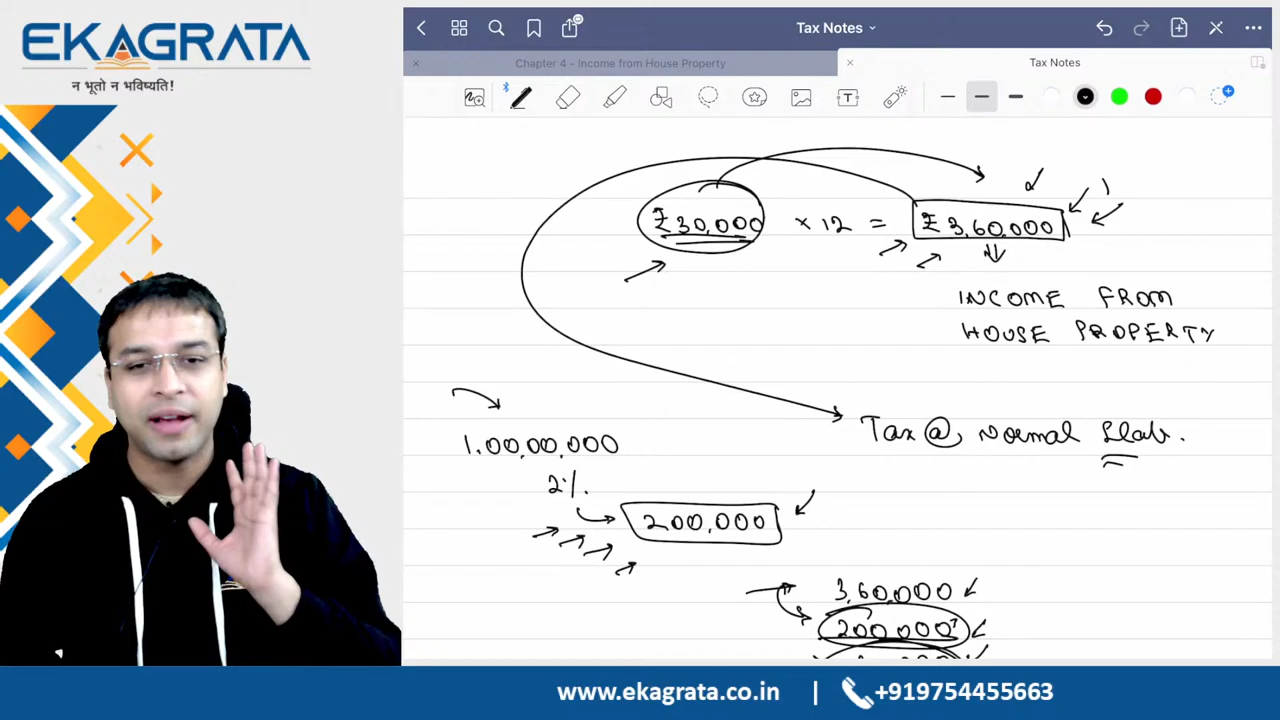 EKAGRATA
न भूतो न भविष्यति!
Tax Notes
Chapter 4 - Income from House Property
Tax Notes
₹30,000 × 12 = ₹3,60,000
INCOME FROM
HOUSE PROPERTY
Tax @ Normal Slab.
1,00,00,000
2%.
200,000
3,60,000
200,000
www.ekagrata.co.in | +919754455663